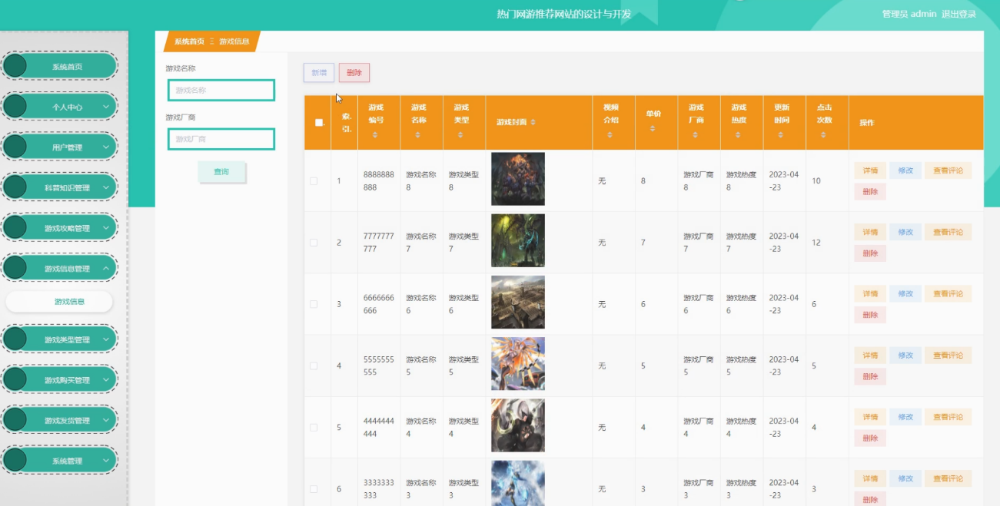 热门网游推荐网站的设计与开发
管理员 admin 退出登录
系统首页
个人中心
用户管理
科普知识管理
游戏攻略管理
游戏信息管理
游戏信息
游戏类型管理
游戏购买管理
游戏发货管理
系统管理
系统首页 Ξ 游戏信息
游戏名称
游戏名称
游戏厂商
游戏厂商
查询
新增 删除
索引. 游戏编号 游戏名称 游戏类型 游戏封面 视频介绍 单价 游戏厂商 游戏热度 更新时间 点击次数 操作
1 8888888 游戏名称 游戏类型 无 8 游戏厂商 游戏热度 2023-04 10 详情 修改 查看评论
888 8 8 8 8 -23 删除
2 7777777 游戏名称 游戏类型 无 7 游戏厂商 游戏热度 2023-04 12 详情 修改 查看评论
777 7 7 7 7 -23 删除
3 6666666 游戏名称 游戏类型 无 6 游戏厂商 游戏热度 2023-04 6 详情 修改 查看评论
666 6 6 6 6 -23 删除
4 5555555 游戏名称 游戏类型 无 5 游戏厂商 游戏热度 2023-04 5 详情 修改 查看评论
555 5 5 5 5 -23 删除
5 4444444 游戏名称 游戏类型 无 4 游戏厂商 游戏热度 2023-04 4 详情 修改 查看评论
444 4 4 4 4 -23 删除
6 3333333 游戏名称 游戏类型 无 3 游戏厂商 游戏热度 2023-04 3 详情 修改 查看评论
333 3 3 3 3 -23 删除